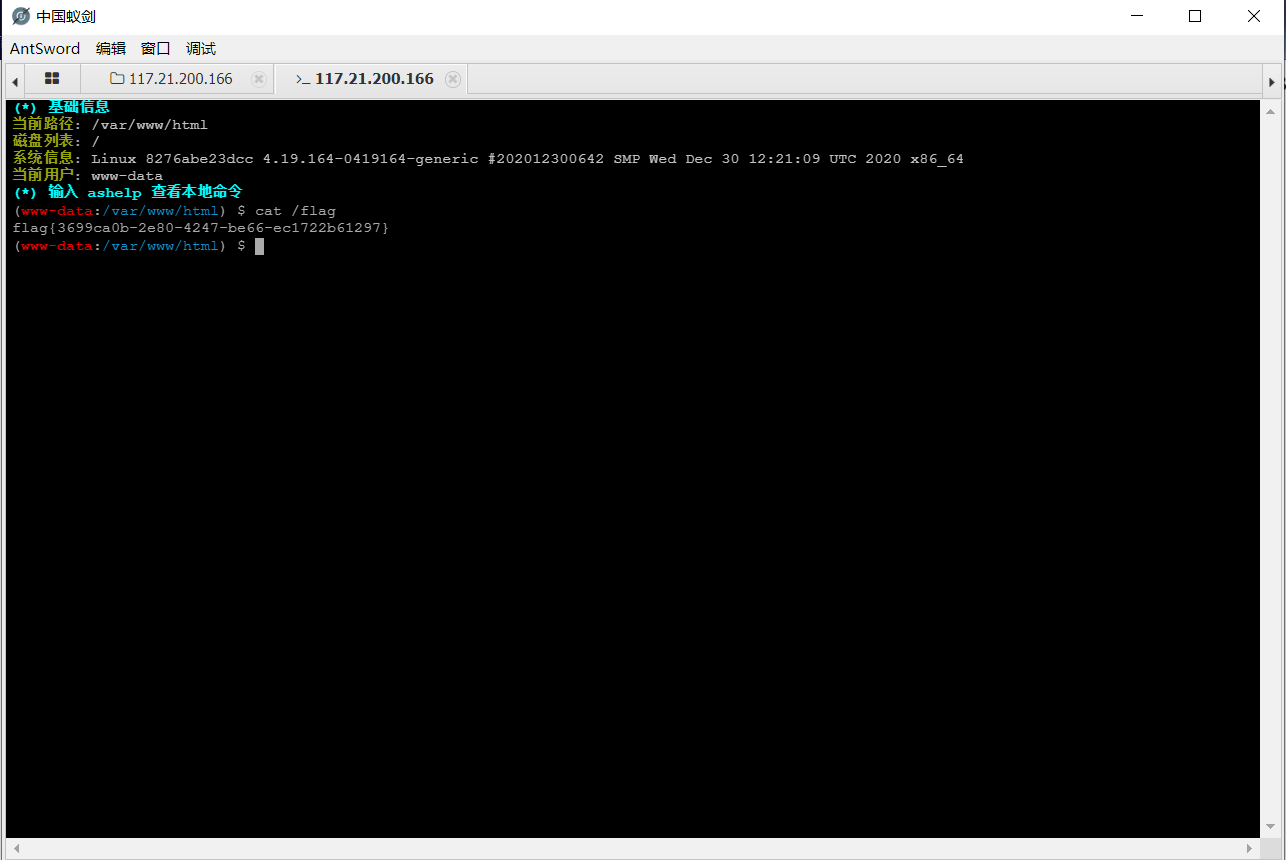 中国蚁剑
AntSword 编辑 窗口 调试
117.21.200.166 >_ 117.21.200.166
(*) 基础信息
当前路径: /var/www/html
磁盘列表: /
系统信息: Linux 8276abe23dcc 4.19.164-0419164-generic #202012300642 SMP Wed Dec 30 12:21:09 UTC 2020 x86_64
当前用户: www-data
(*) 输入 ashelp 查看本地命令
(www-data:/var/www/html) $ cat /flag
flag{3699ca0b-2e80-4247-be66-ec1722b61297}
(www-data:/var/www/html) $